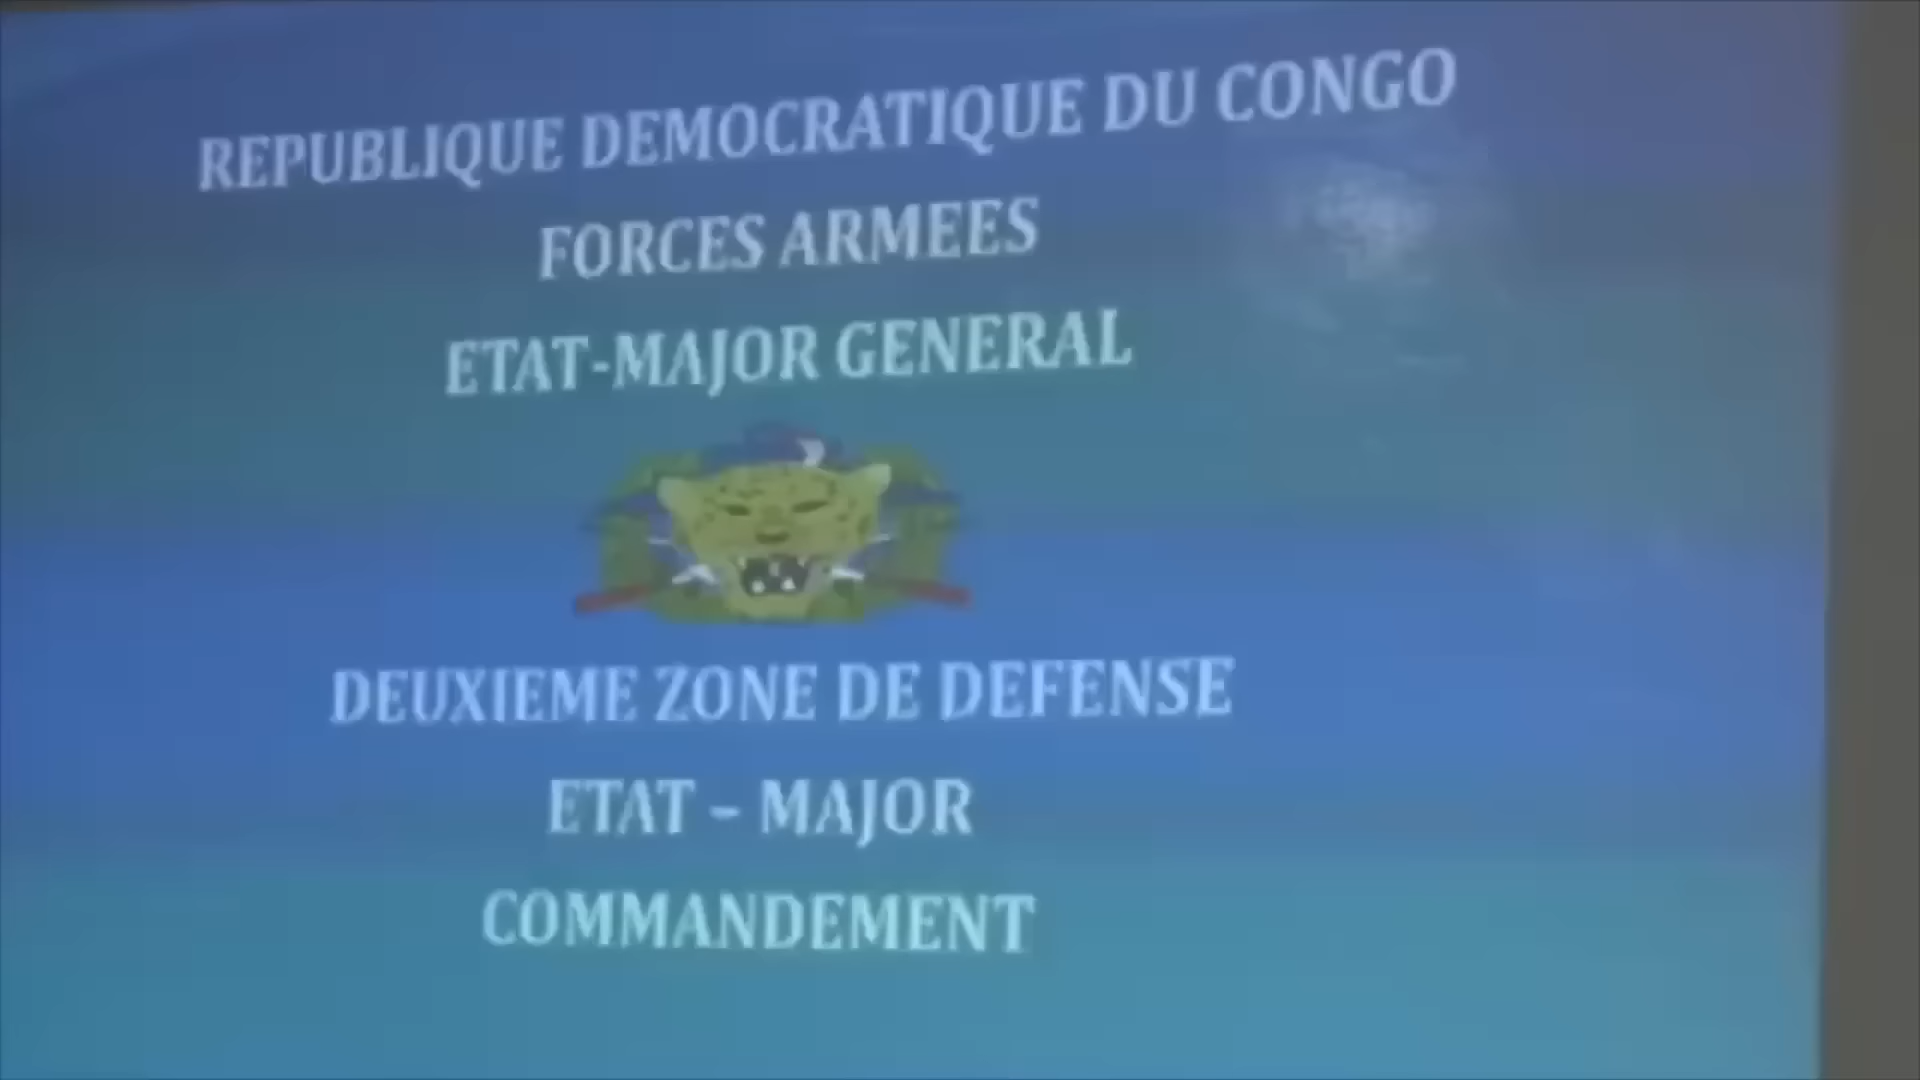 REPUBLIQUE DEMOCRATIQUE DU CONGO
FORCES ARMEES
ETAT-MAJOR GENERAL
DEUXIEME ZONE DE DEFENSE
ETAT – MAJOR
COMMANDEMENT